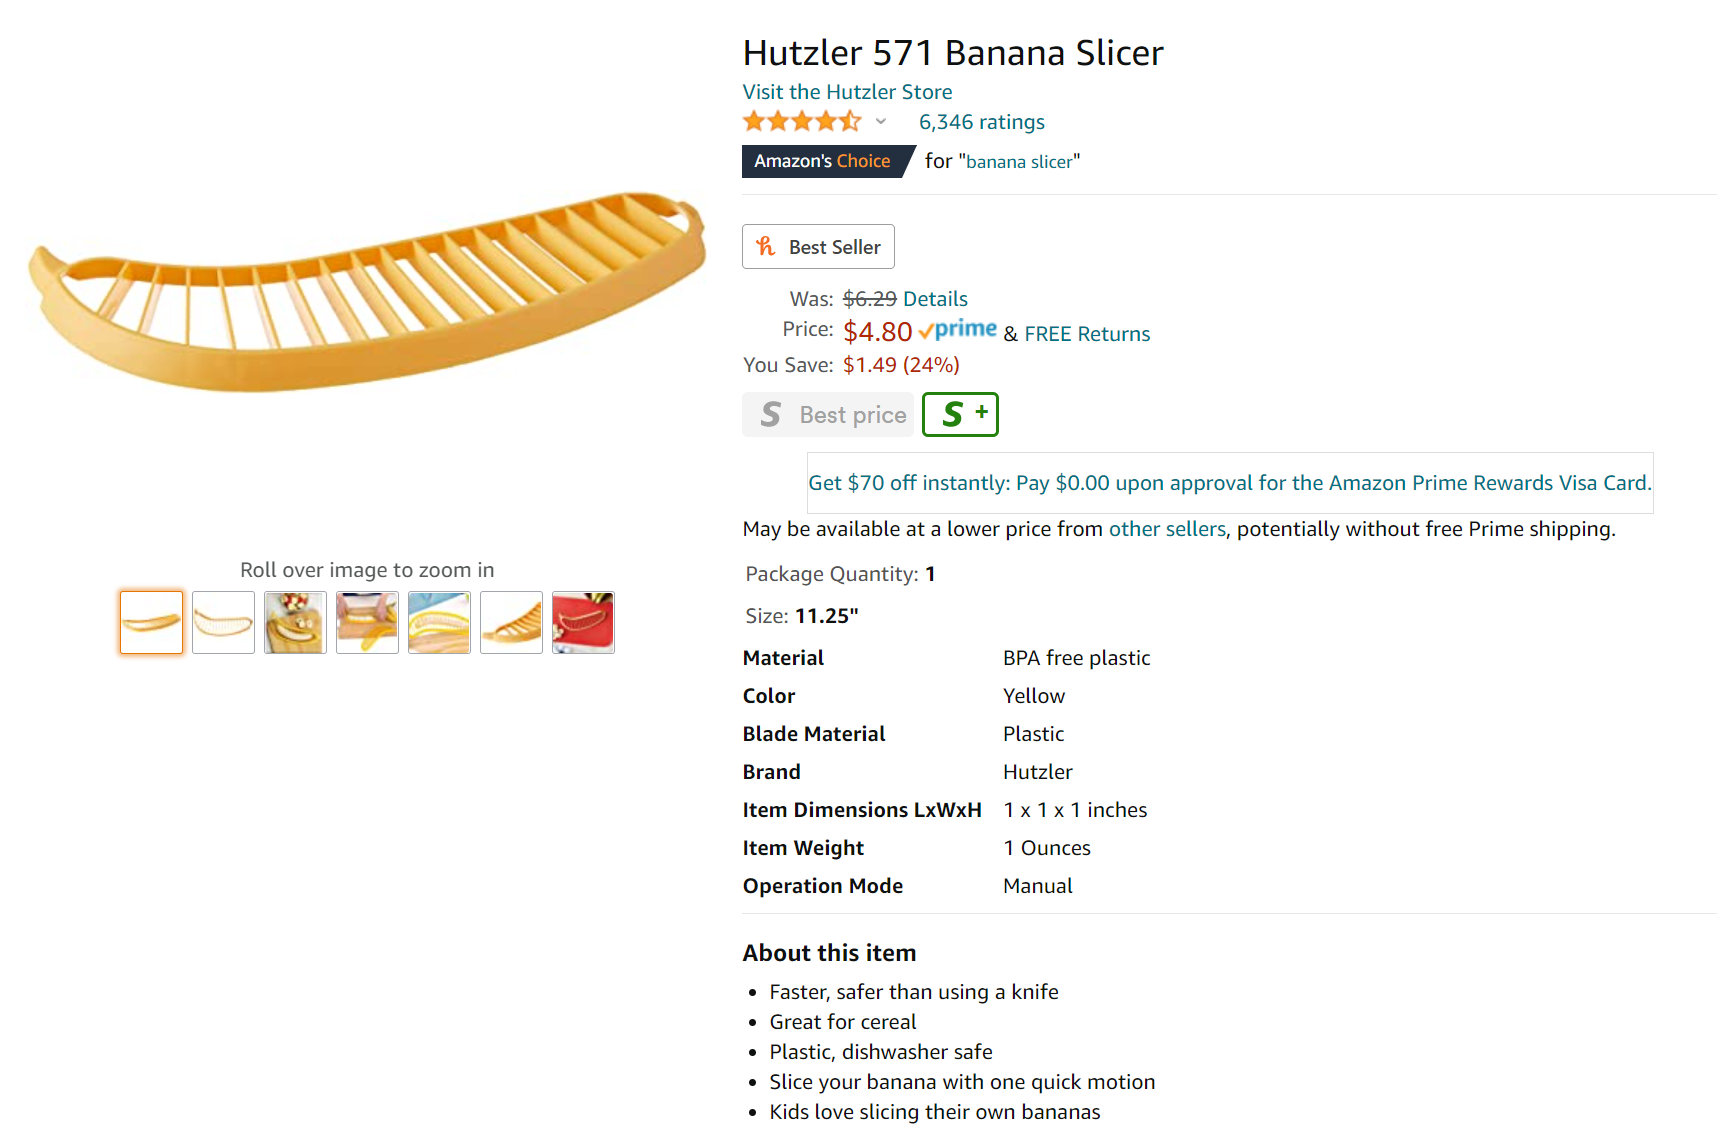 Hutzler 571 Banana Slicer
Visit the Hutzler Store
6,346 ratings
Amazon's Choice for "banana slicer"
Best Seller
Was: $6.29 Details
Price: $4.80 prime & FREE Returns
You Save: $1.49 (24%)
S Best price S +
Get $70 off instantly: Pay $0.00 upon approval for the Amazon Prime Rewards Visa Card.
May be available at a lower price from other sellers, potentially without free Prime shipping.
Roll over image to zoom in
Package Quantity: 1
Size: 11.25"
Material BPA free plastic
Color Yellow
Blade Material Plastic
Brand Hutzler
Item Dimensions LxWxH 1 x 1 x 1 inches
Item Weight 1 Ounces
Operation Mode Manual
About this item
• Faster, safer than using a knife
• Great for cereal
• Plastic, dishwasher safe
• Slice your banana with one quick motion
• Kids love slicing their own bananas